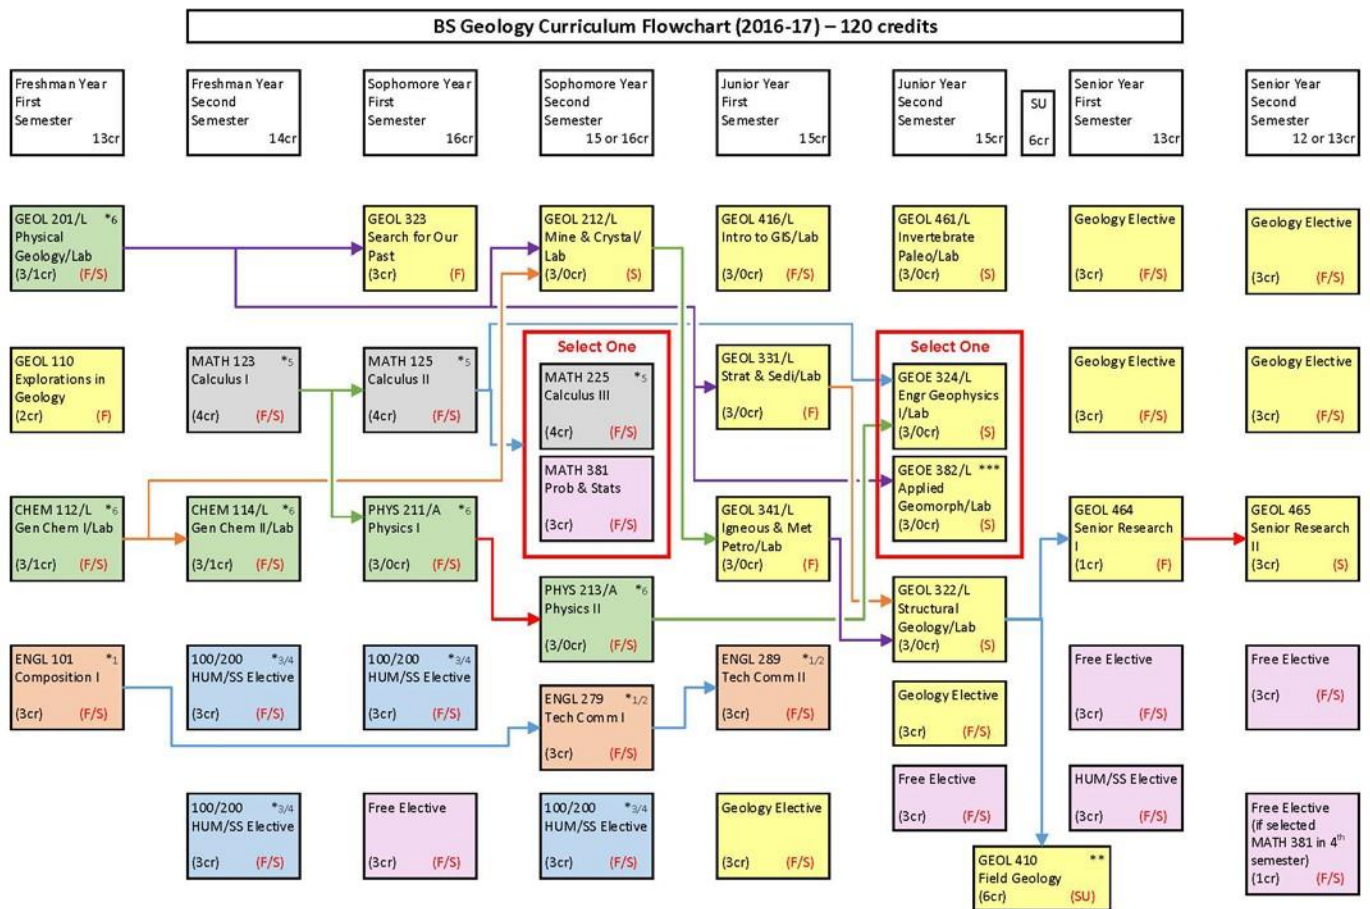 BS Geology Curriculum Flowchart (2016-17) – 120 credits
Freshman Year
First
Semester
13cr
Freshman Year
Second
Semester
14cr
Sophomore Year
First
Semester
16cr
Sophomore Year
Second
Semester
15 or 16cr
Junior Year
First
Semester
15cr
Junior Year
Second
Semester
15cr
SU
6cr
Senior Year
First
Semester
13cr
Senior Year
Second
Semester
12 or 13cr
GEOL 201/L *6
Physical
Geology/Lab
(3/1cr) (F/S)
GEOL 323
Search for Our
Past
(3cr) (F)
GEOL 212/L
Mine & Crystal/
Lab
(3/0cr) (S)
GEOL 416/L
Intro to GIS/Lab
(3/0cr) (F/S)
GEOL 461/L
Invertebrate
Paleo/Lab
(3/0cr) (S)
Geology Elective
(3cr) (F/S)
Geology Elective
(3cr) (F/S)
GEOL 110
Explorations in
Geology
(2cr) (F)
MATH 123 *5
Calculus I
(4cr) (F/S)
MATH 125 *5
Calculus II
(4cr) (F/S)
Select One
MATH 225 *5
Calculus III
(4cr) (F/S)
MATH 381
Prob & Stats
(3cr) (F/S)
GEOL 331/L
Strat & Sedi/Lab
(3/0cr) (F)
Select One
GEOE 324/L
Engr Geophysics
I/Lab
(3/0cr) (S)
GEOE 382/L ***
Applied
Geomorph/Lab
(3/0cr) (S)
Geology Elective
(3cr) (F/S)
Geology Elective
(3cr) (F/S)
CHEM 112/L *6
Gen Chem I/Lab
(3/1cr) (F/S)
CHEM 114/L *6
Gen Chem II/Lab
(3/1cr) (F/S)
PHYS 211/A *6
Physics I
(3/0cr) (F/S)
PHYS 213/A *6
Physics II
(3/0cr) (F/S)
GEOL 341/L
Igneous & Met
Petro/Lab
(3/0cr) (F)
GEOL 322/L
Structural
Geology/Lab
(3/0cr) (S)
GEOL 464
Senior Research
I
(1cr) (F)
GEOL 465
Senior Research
II
(3cr) (S)
ENGL 101 *1
Composition I
(3cr) (F/S)
100/200 *3/4
HUM/SS Elective
(3cr) (F/S)
100/200 *3/4
HUM/SS Elective
(3cr) (F/S)
ENGL 279 *1/2
Tech Comm I
(3cr) (F/S)
ENGL 289 *1/2
Tech Comm II
(3cr) (F/S)
Geology Elective
(3cr) (F/S)
Free Elective
(3cr) (F/S)
Free Elective
(3cr) (F/S)
100/200 *3/4
HUM/SS Elective
(3cr) (F/S)
Free Elective
(3cr) (F/S)
100/200 *3/4
HUM/SS Elective
(3cr) (F/S)
Geology Elective
(3cr) (F/S)
Free Elective
(3cr) (F/S)
HUM/SS Elective
(3cr) (F/S)
Free Elective
(if selected
MATH 381 in 4th
semester)
(1cr) (F/S)
GEOL 410 **
Field Geology
(6cr) (SU)